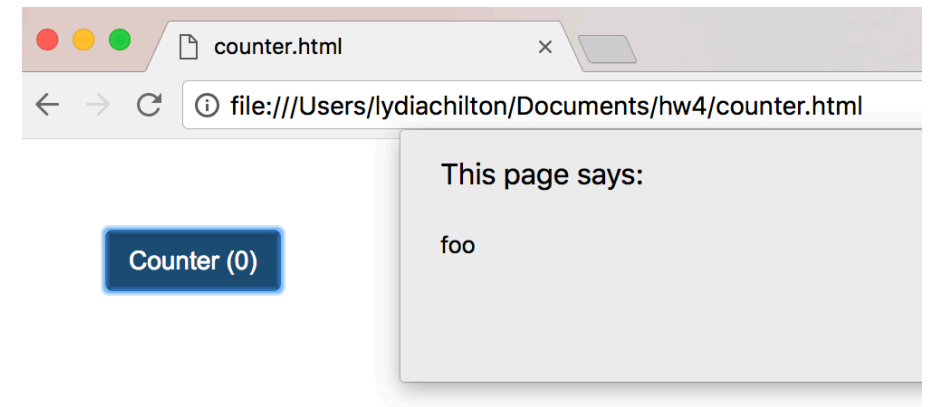 counter.html
file:///Users/lydiachilton/Documents/hw4/counter.html
This page says:
foo
Counter (0)